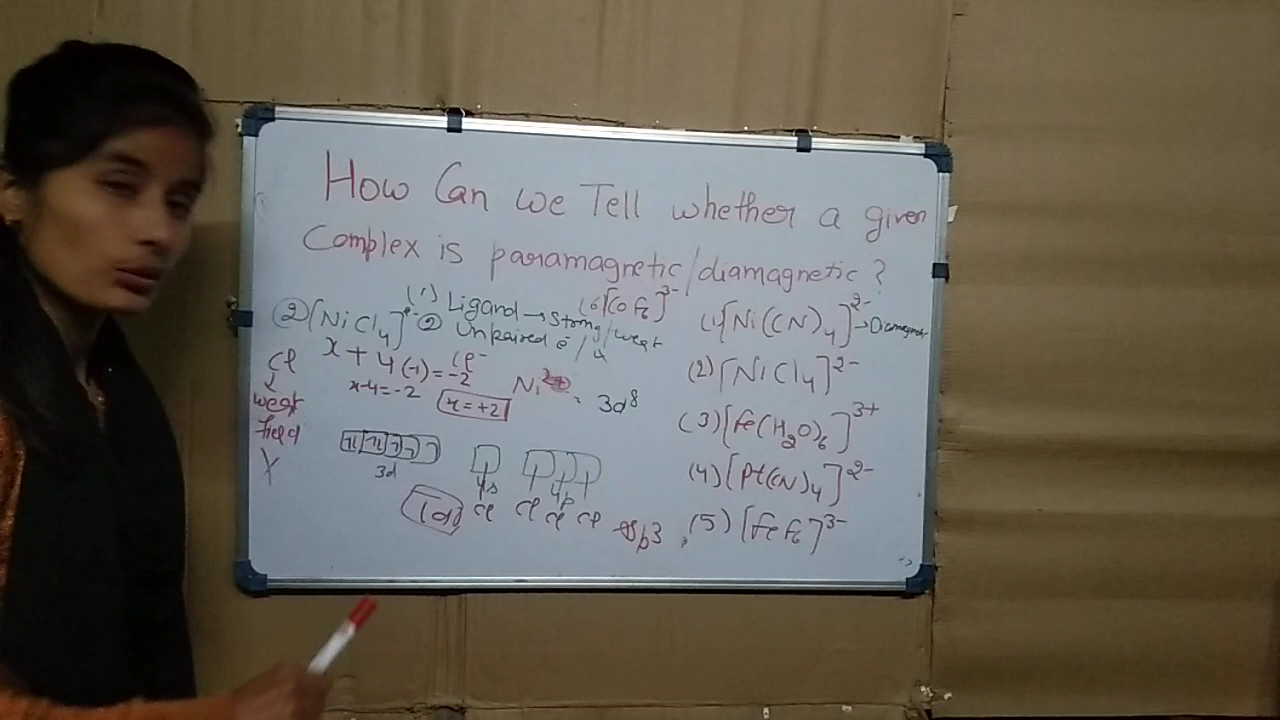 How Can we Tell whether a given
Complex is paramagnetic/diamagnetic?
(1) Ligand → Strong/weak
(2) Unpaired e⁻/
(2) [NiCl4]²⁻
x + 4(-1) = -2
x-4=-2
x=+2
Cl⁻
Ni²⁺ = 3d⁸
Cl
↓
weak
field
3d
4s
4p
Cl Cl Cl Cl
sp3
(6) [CoF6]³⁻
(1) [Ni(CN)4]²⁻ → Diamagnetic
(2) [NiCl4]²⁻
(3) [Fe(H2O)6]³⁺
(4) [Pt(CN)4]²⁻
(5) [FeF6]³⁻